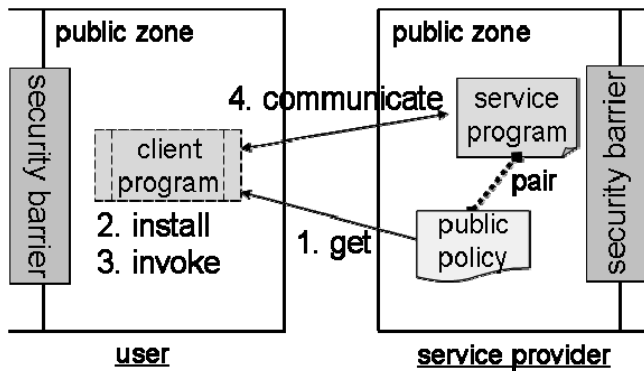 public zone
public zone
security barrier
4. communicate
service
program
security barrier
client
program
pair
2. install
3. invoke
1. get
public
policy
user
service provider